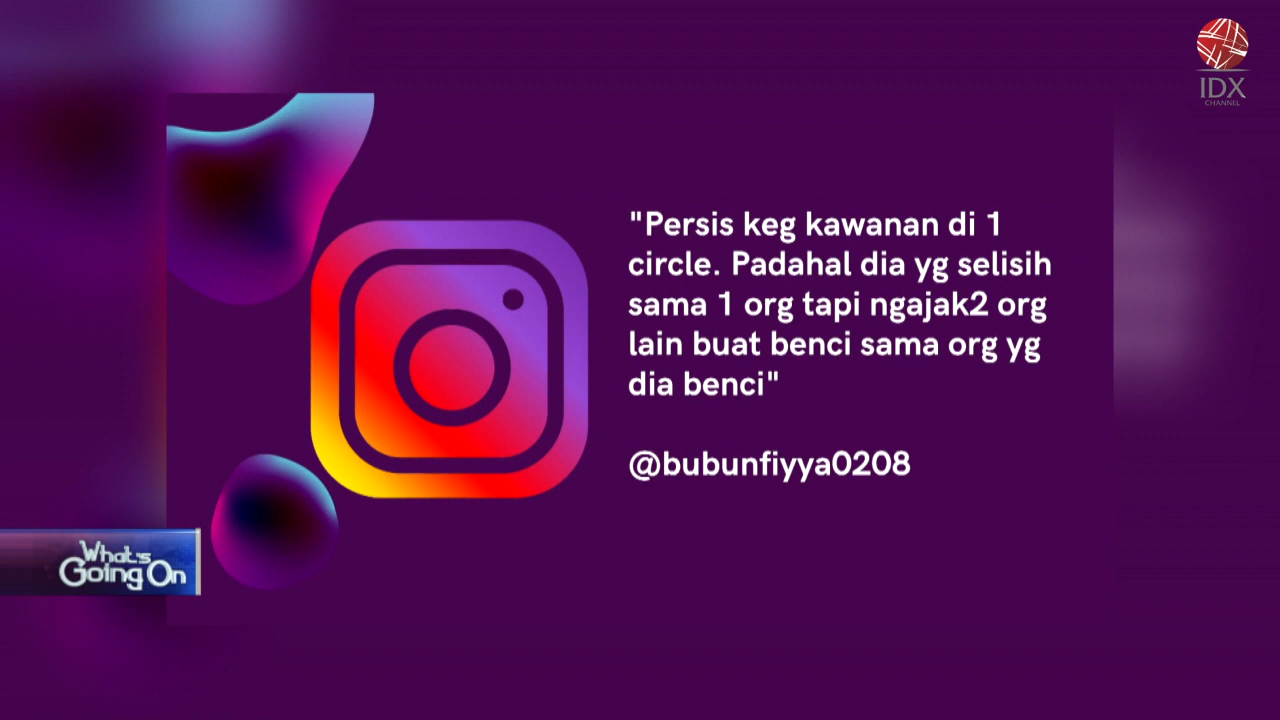 IDX
CHANNEL
"Persis keg kawanan di 1
circle. Padahal dia yg selisih
sama 1 org tapi ngajak2 org
lain buat benci sama org yg
dia benci"
@bubunfiyya0208
What's
Going On